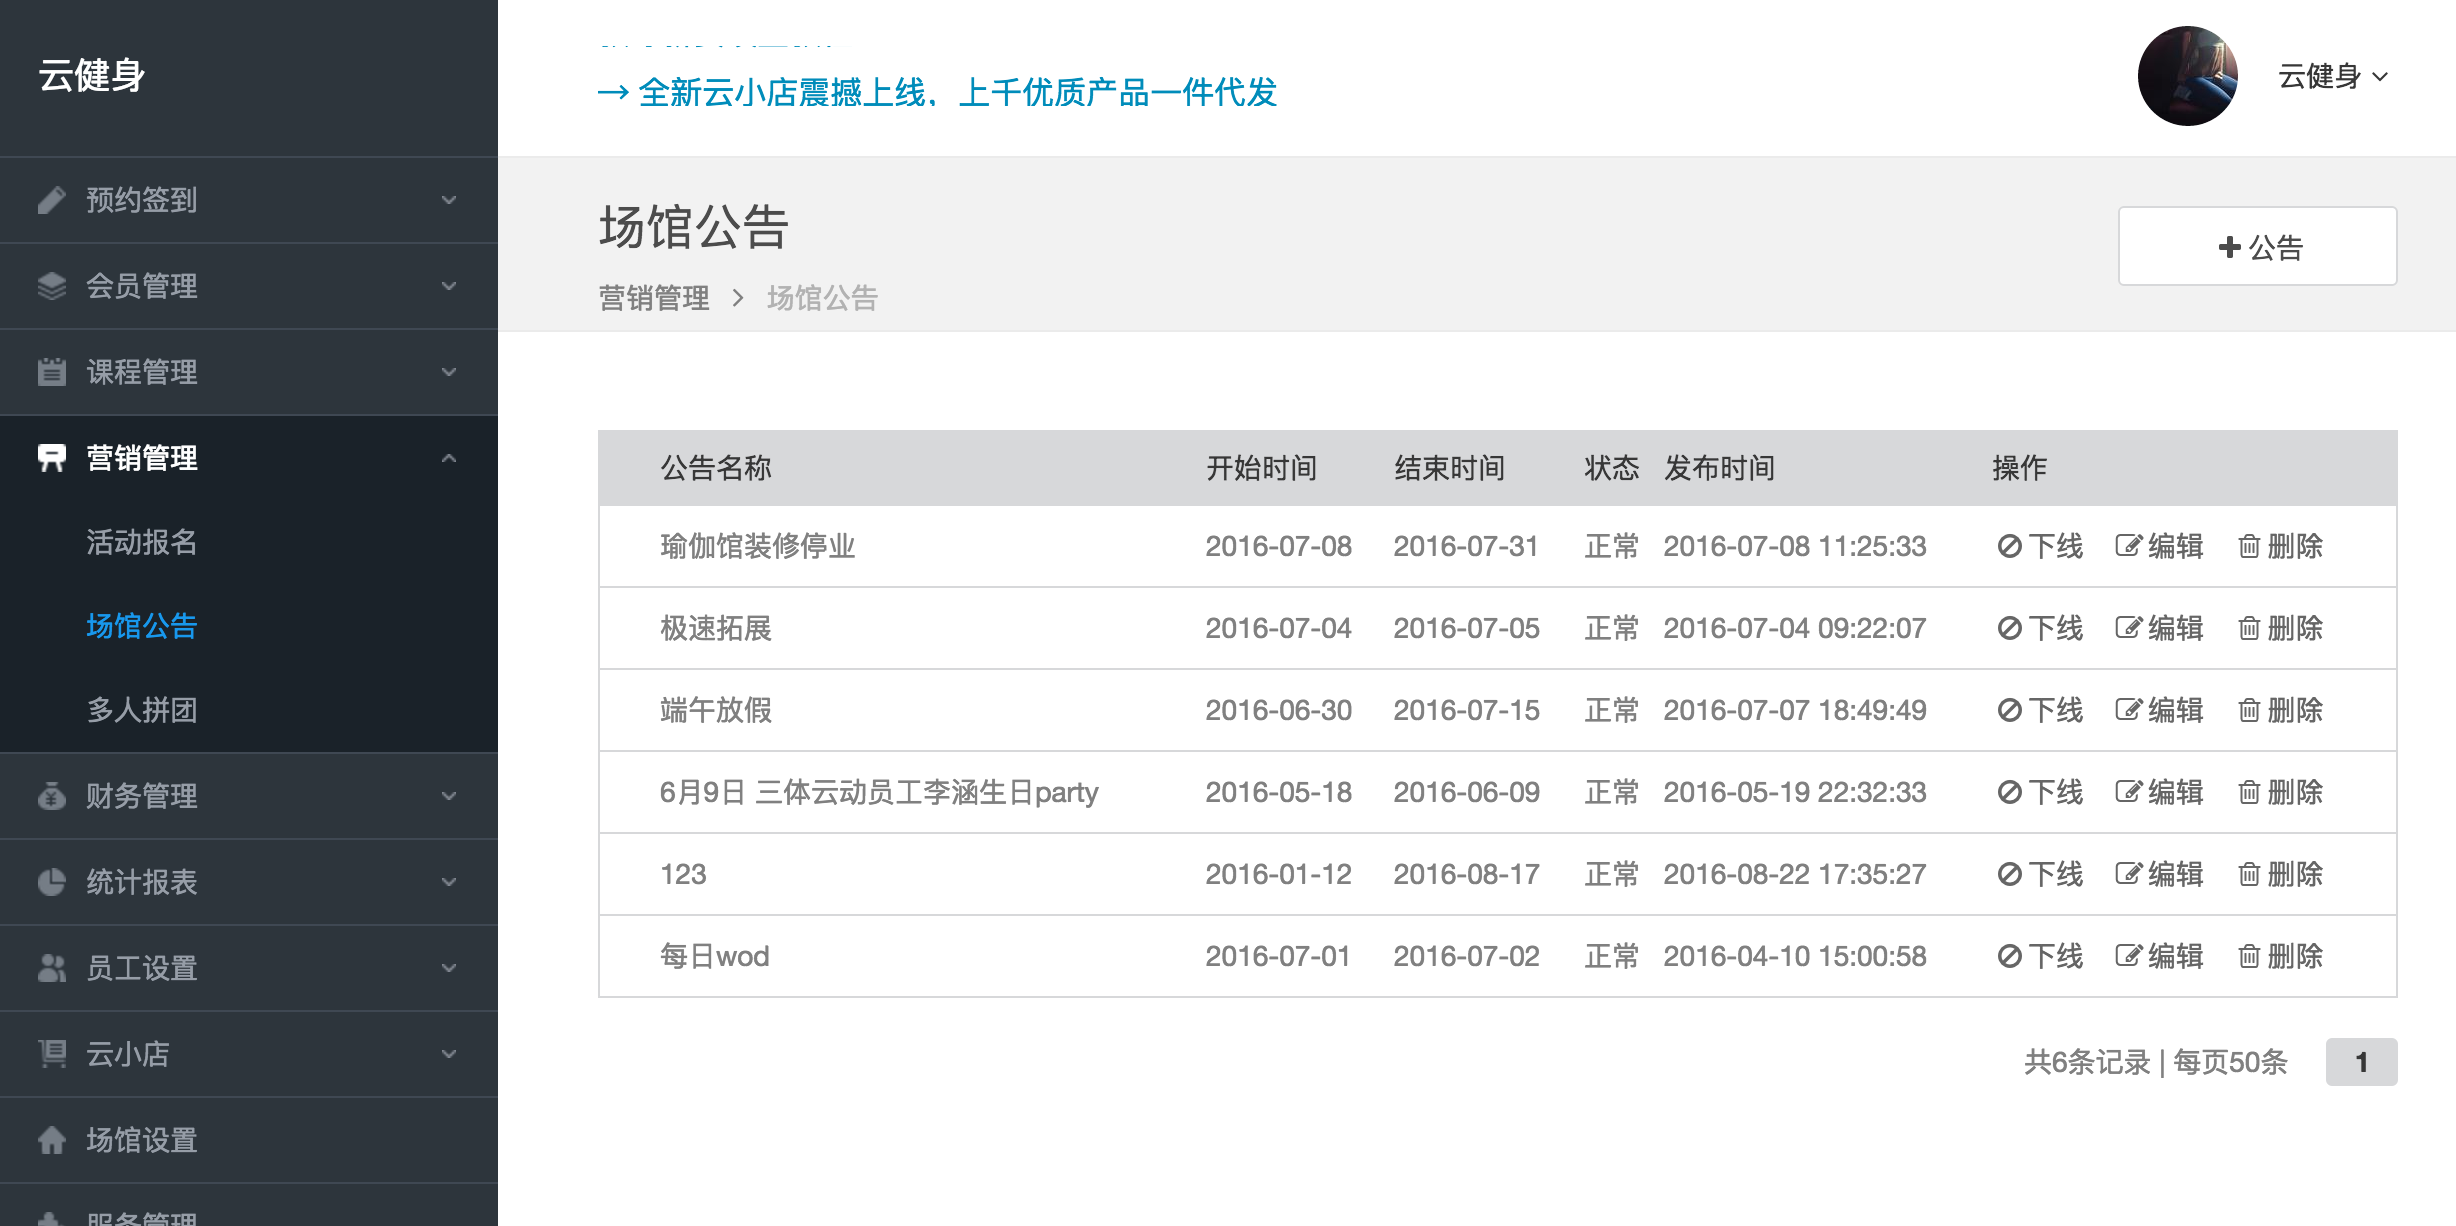 云健身
→ 全新云小店震撼上线，上千优质产品一件代发
云健身
预约签到
会员管理
课程管理
营销管理
活动报名
场馆公告
多人拼团
财务管理
统计报表
员工设置
云小店
场馆设置
服务管理
场馆公告
营销管理 > 场馆公告
+ 公告
公告名称 开始时间 结束时间 状态 发布时间 操作
瑜伽馆装修停业 2016-07-08 2016-07-31 正常 2016-07-08 11:25:33 下线 编辑 删除
极速拓展 2016-07-04 2016-07-05 正常 2016-07-04 09:22:07 下线 编辑 删除
端午放假 2016-06-30 2016-07-15 正常 2016-07-07 18:49:49 下线 编辑 删除
6月9日 三体云动员工李涵生日party 2016-05-18 2016-06-09 正常 2016-05-19 22:32:33 下线 编辑 删除
123 2016-01-12 2016-08-17 正常 2016-08-22 17:35:27 下线 编辑 删除
每日wod 2016-07-01 2016-07-02 正常 2016-04-10 15:00:58 下线 编辑 删除
共6条记录 | 每页50条 1